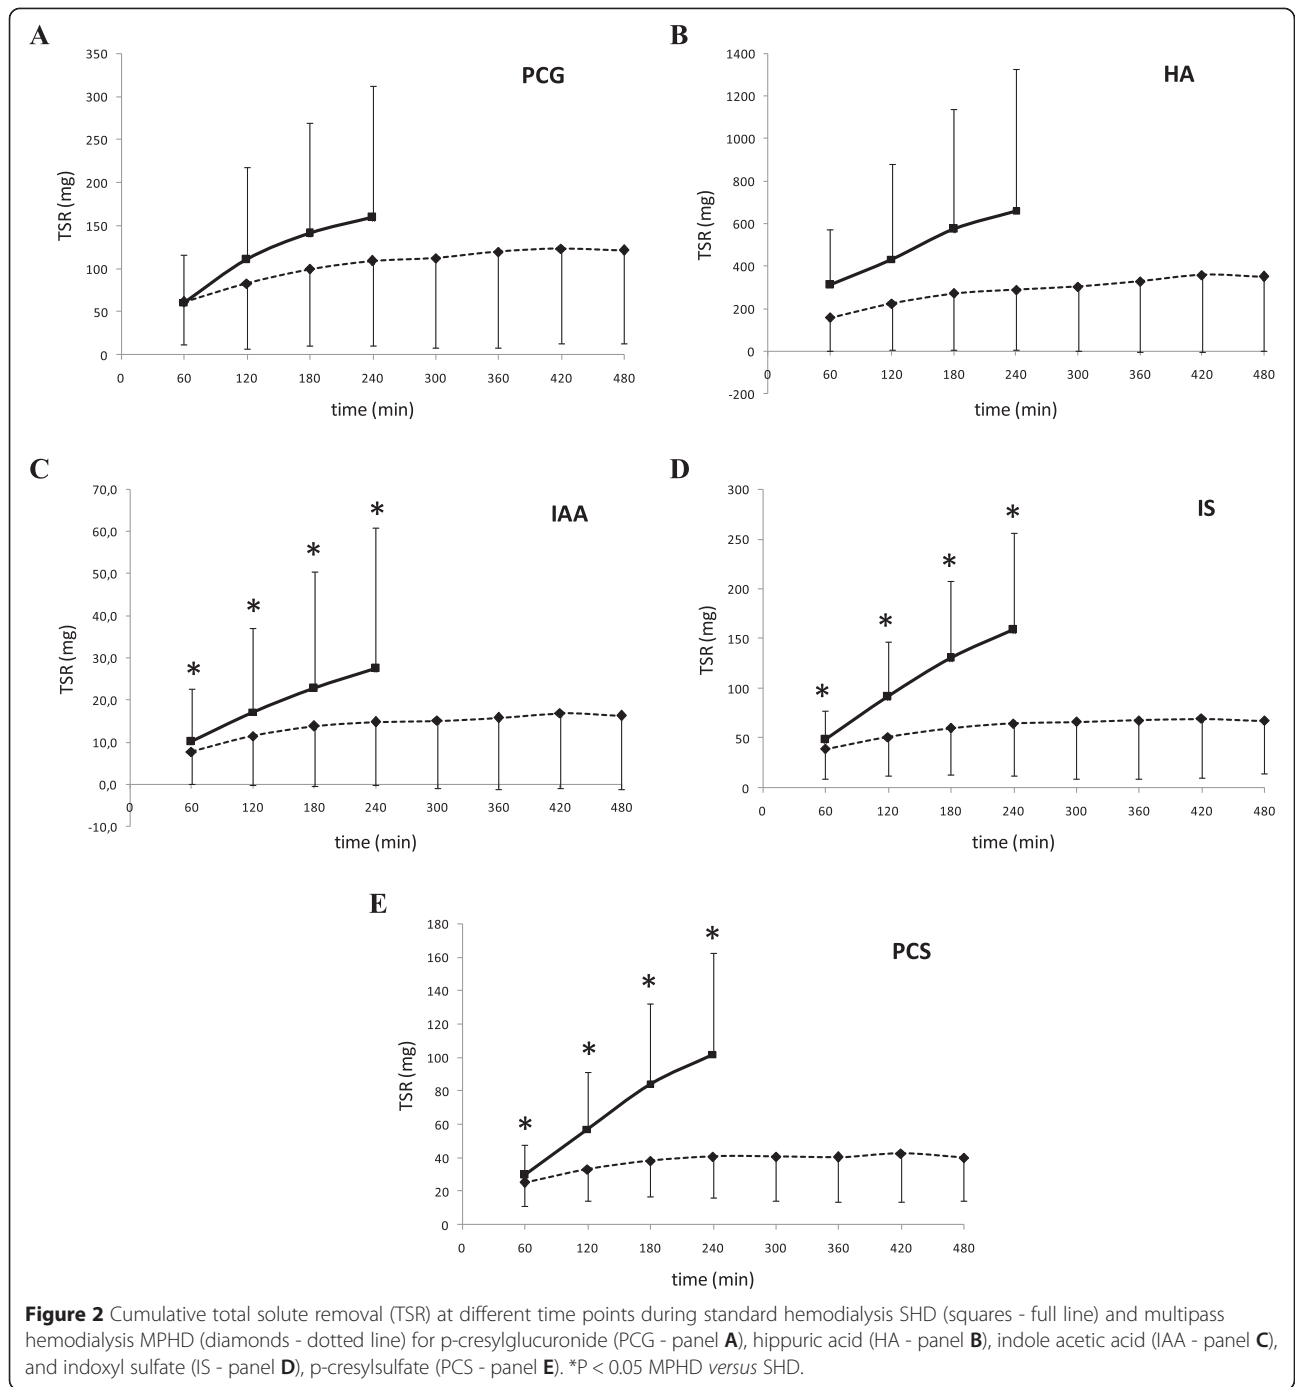 A
PCG
350
300
250
200
150
100
50
0
TSR (mg)
0 60 120 180 240 300 360 420 480
time (min)
B
HA
1400
1200
1000
800
600
400
200
0
-200
TSR (mg)
0 60 120 180 240 300 360 420 480
time (min)
C
IAA
70,0
60,0
50,0
40,0
30,0
20,0
10,0
0,0
-10,0
TSR (mg)
* * * *
0 60 120 180 240 300 360 420 480
time (min)
D
IS
300
250
200
150
100
50
0
TSR (mg)
* * * *
0 60 120 180 240 300 360 420 480
time (min)
E
PCS
180
160
140
120
100
80
60
40
20
0
TSR (mg)
* * * *
0 60 120 180 240 300 360 420 480
time (min)
Figure 2 Cumulative total solute removal (TSR) at different time points during standard hemodialysis SHD (squares - full line) and multipass
hemodialysis MPHD (diamonds - dotted line) for p-cresylglucuronide (PCG - panel A), hippuric acid (HA - panel B), indole acetic acid (IAA - panel C),
and indoxyl sulfate (IS - panel D), p-cresylsulfate (PCS - panel E). *P < 0.05 MPHD versus SHD.